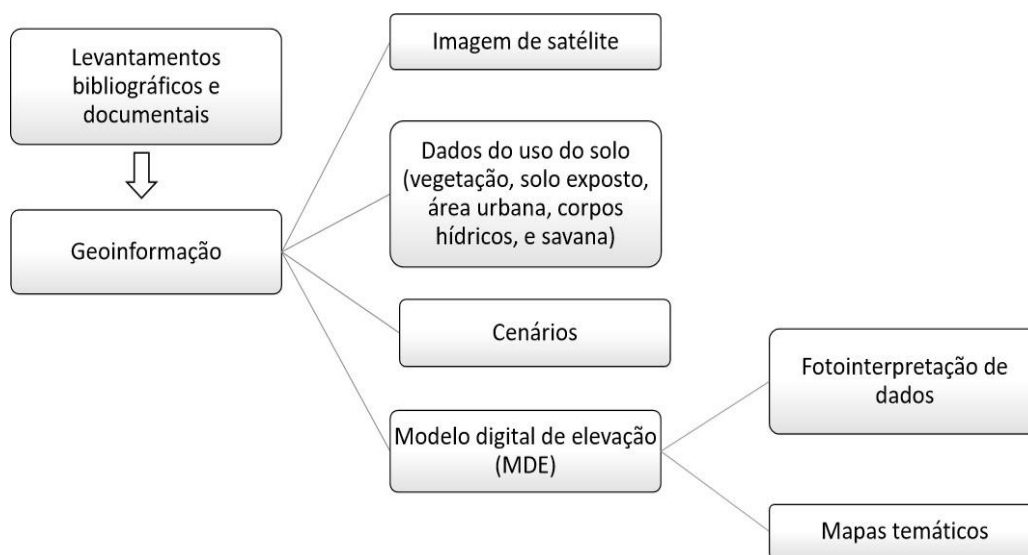 Levantamentos
bibliográficos e
documentais
Geoinformação
Imagem de satélite
Dados do uso do solo
(vegetação, solo exposto,
área urbana, corpos
hídricos, e savana)
Cenários
Modelo digital de elevação
(MDE)
Fotointerpretação de
dados
Mapas temáticos